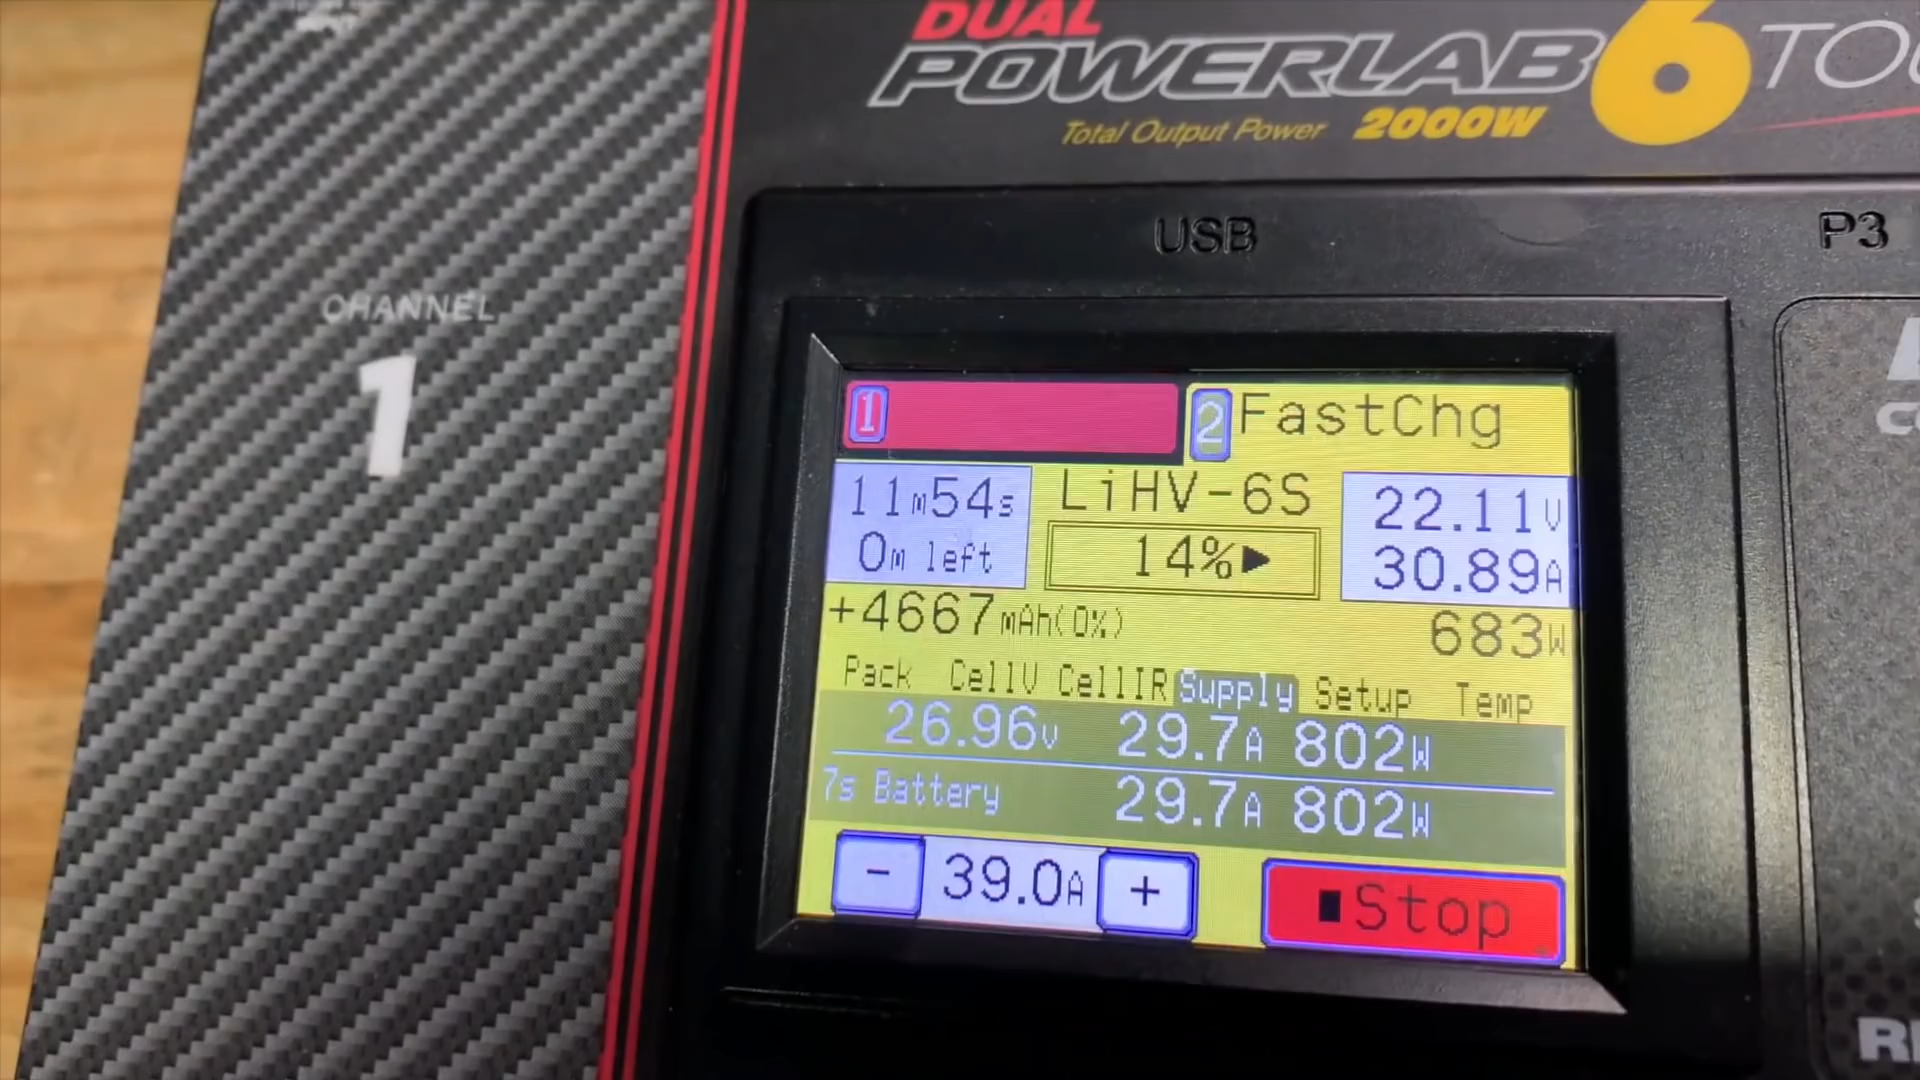 DUAL
POWERLAB 6 TOU
Total Output Power 2000W
USB
P3
CHANNEL
1
1
2 FastChg
11m54s
0m left
LiHV-6S
14%▶
22.11V
30.89A
+4667mAh(0%)
683W
Pack CellV CellIR Supply Setup Temp
26.96v 29.7A 802W
7s Battery 29.7A 802W
- 39.0A +
Stop